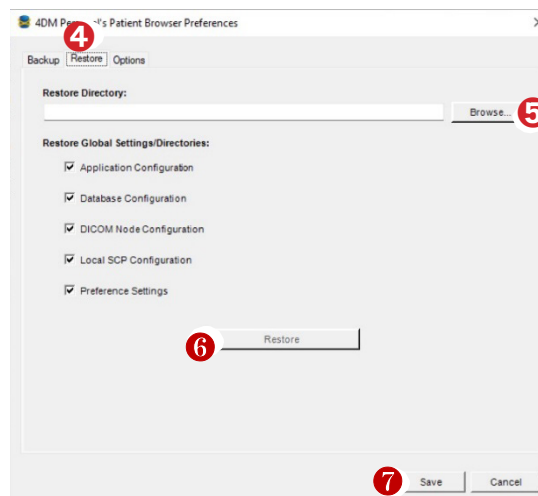 4DM Pe's Patient Browser Preferences
4
Backup Restore Options
Restore Directory:
Browse... 5
Restore Global Settings/Directories:
Application Configuration
Database Configuration
DICOM Node Configuration
Local SCP Configuration
Preference Settings
6 Restore
7 Save Cancel